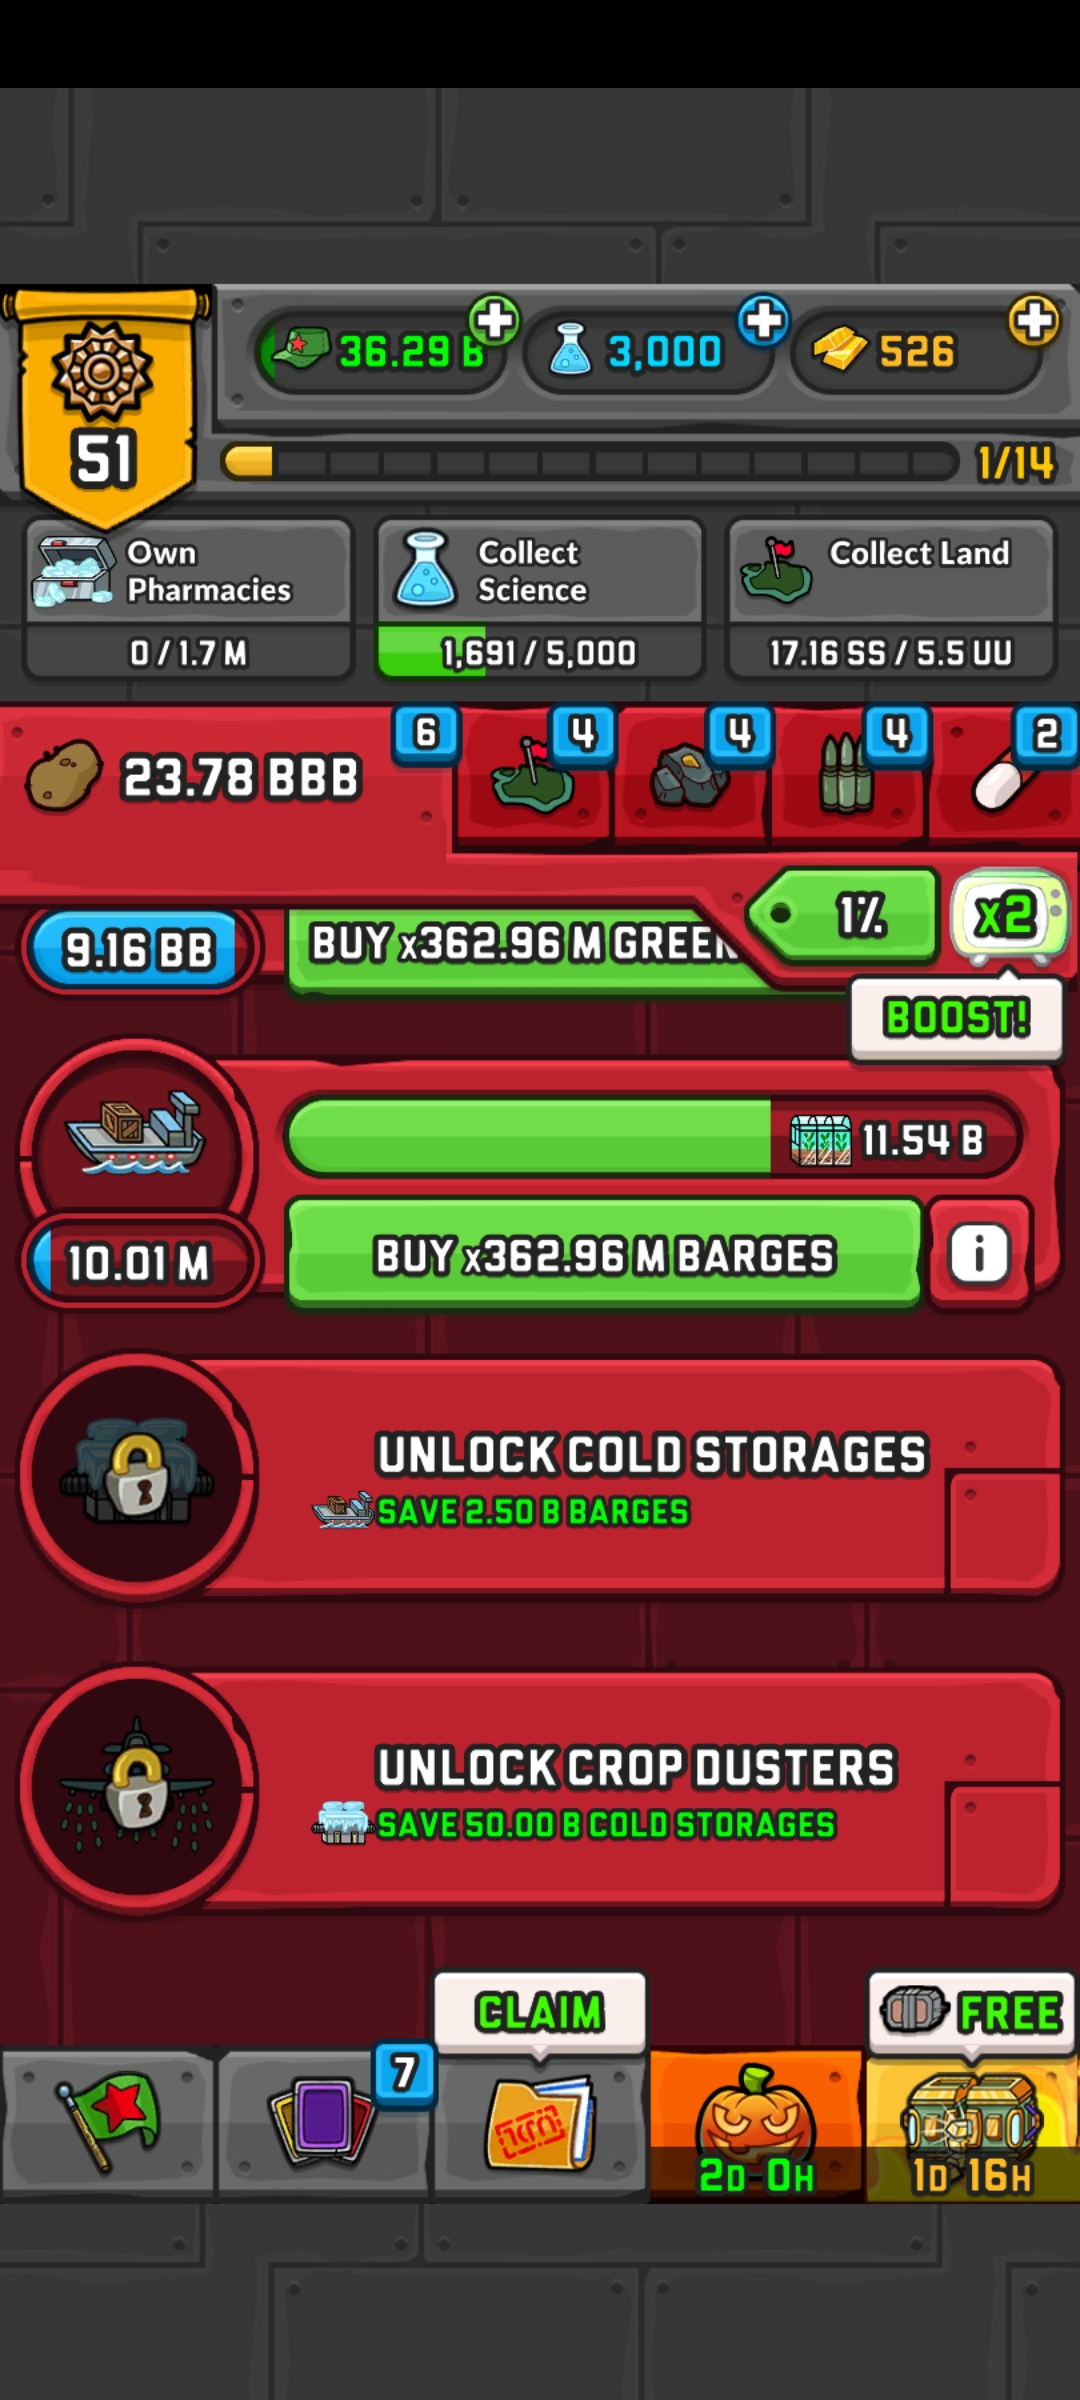 36.29 B
3,000
526
51
1/14
Own
Pharmacies
0 / 1.7 M
Collect
Science
1,691 / 5,000
Collect Land
17.16 SS / 5.5 UU
23.78 BBB
6
4
4
4
2
1%
x2
BOOST!
9.16 BB
BUY x362.96 M GREEN
11.54 B
10.01 M
BUY x362.96 M BARGES
i
UNLOCK COLD STORAGES
SAVE 2.50 B BARGES
UNLOCK CROP DUSTERS
SAVE 50.00 B COLD STORAGES
CLAIM
FREE
7
2D 0H
1D 16H